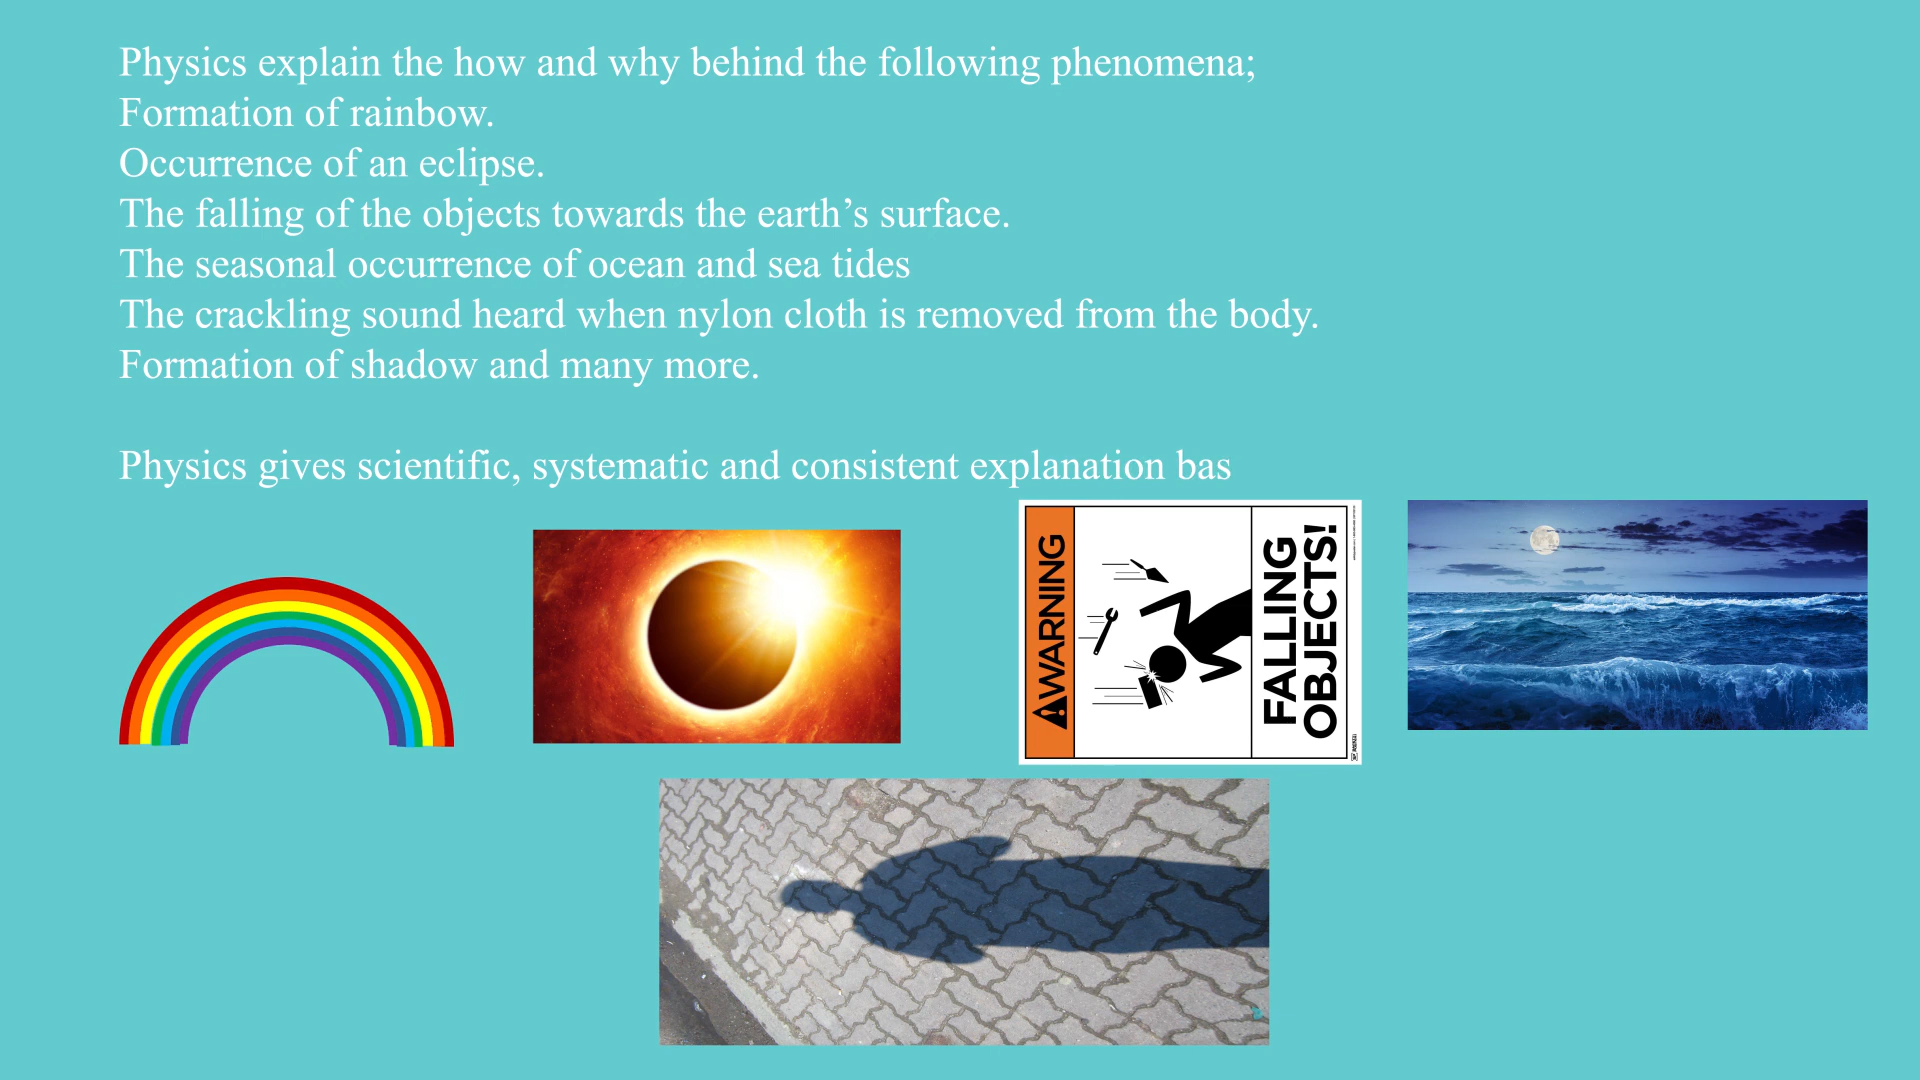 Physics explain the how and why behind the following phenomena;
Formation of rainbow.
Occurrence of an eclipse.
The falling of the objects towards the earth’s surface.
The seasonal occurrence of ocean and sea tides
The crackling sound heard when nylon cloth is removed from the body.
Formation of shadow and many more.
Physics gives scientific, systematic and consistent explanation bas
WARNING
FALLING
OBJECTS!